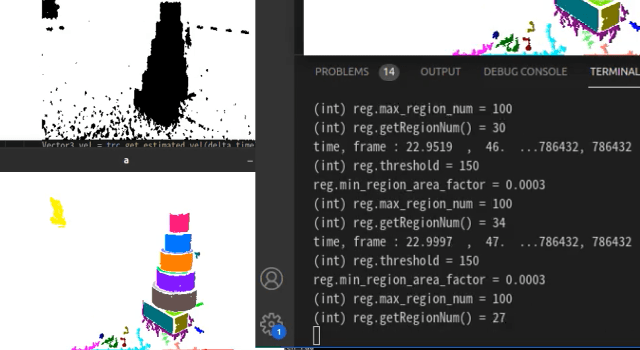 Vector3 vel = trc.get_estimated_vel(delta_time
a
PROBLEMS 14 OUTPUT DEBUG CONSOLE TERMINAL
(int) reg.max_region_num = 100
(int) reg.getRegionNum() = 30
time, frame : 22.9519 , 46. ...786432, 786432
(int) reg.threshold = 150
reg.min_region_area_factor = 0.0003
(int) reg.max_region_num = 100
(int) reg.getRegionNum() = 34
time, frame : 22.9997 , 47. ...786432, 786432
(int) reg.threshold = 150
reg.min_region_area_factor = 0.0003
(int) reg.max_region_num = 100
(int) reg.getRegionNum() = 27
1